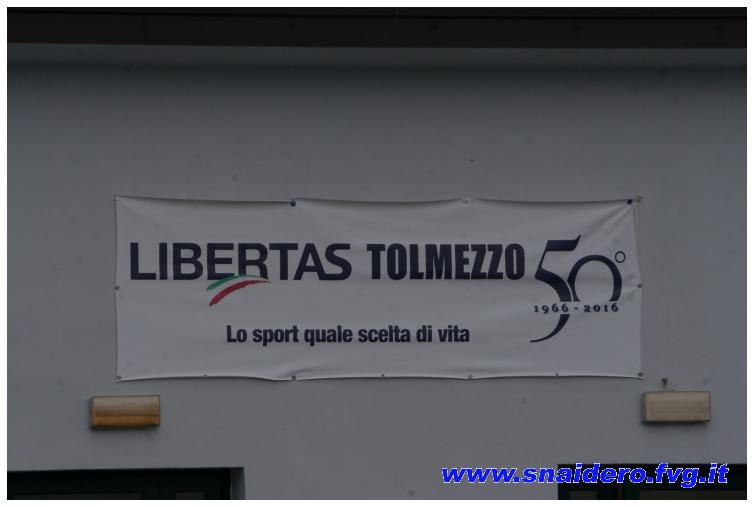 LIBERTAS TOLMEZZO 50°
1966 - 2016
Lo sport quale scelta di vita
www.snaidero.fvg.it